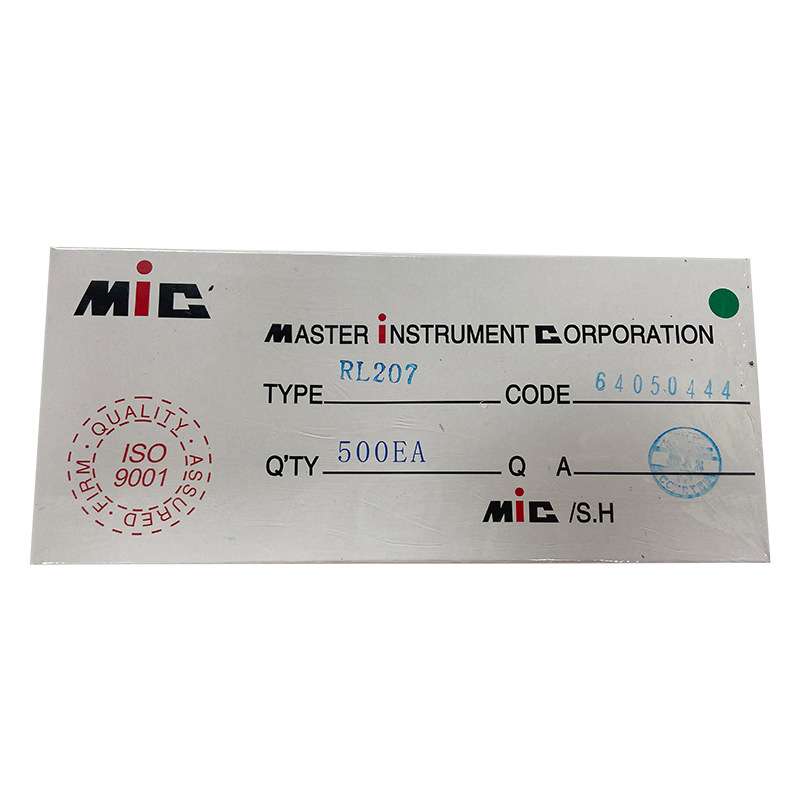 MiC
MASTER iNSTRUMENT CORPORATION
TYPE RL207 CODE 64050444
Q'TY 500EA Q A
MiC /S.H
FIRM · QUALITY · ASSURED ·
ISO
9001